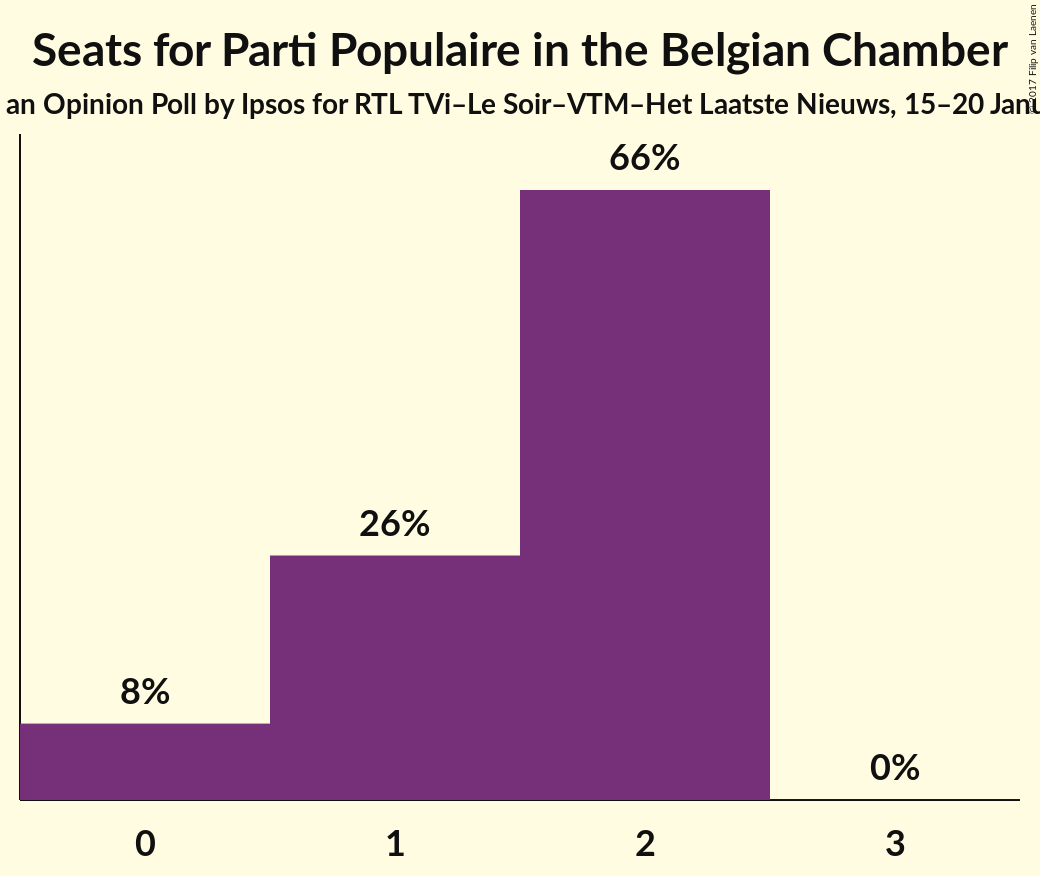 Seats for Parti Populaire in the Belgian Chamber
an Opinion Poll by Ipsos for RTL TVi–Le Soir–VTM–Het Laatste Nieuws, 15–20 Janu
© 2017 Filip van Laenen
66%
26%
8%
0%
0 1 2 3